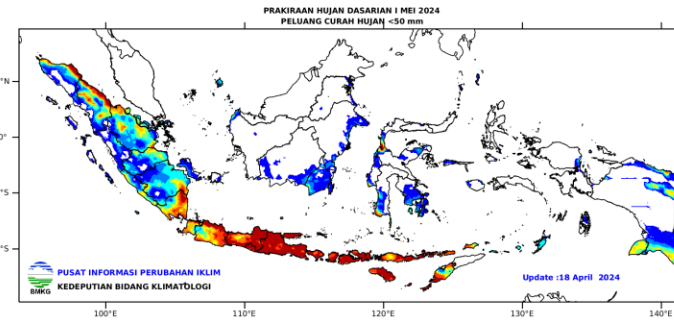 PRAKIRAAN HUJAN DASARIAN I MEI 2024
PELUANG CURAH HUJAN <50 mm
°N
0°
°S
°S
PUSAT INFORMASI PERUBAHAN IKLIM
KEDEPUTIAN BIDANG KLIMATOLOGI
BMKG
Update :18 April 2024
100°E 110°E 120°E 130°E 140°E